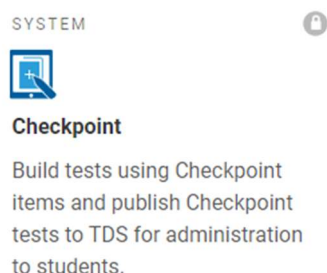 SYSTEM
Checkpoint
Build tests using Checkpoint
items and publish Checkpoint
tests to TDS for administration
to students.